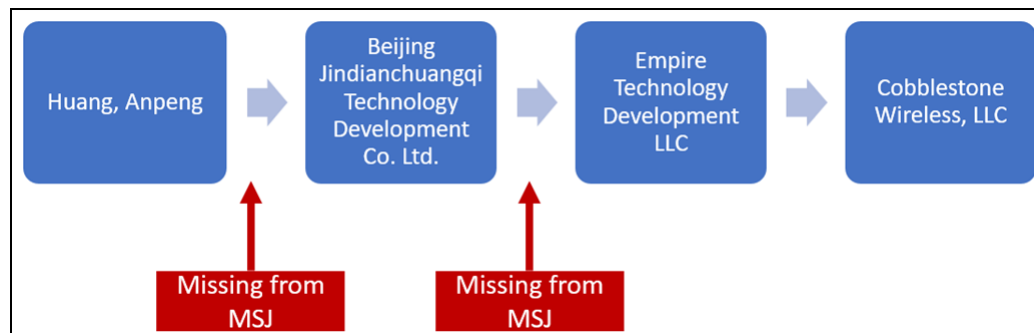 Huang, Anpeng
Beijing
Jindianchuangqi
Technology
Development
Co. Ltd.
Empire
Technology
Development
LLC
Cobblestone
Wireless, LLC
Missing from
MSJ
Missing from
MSJ